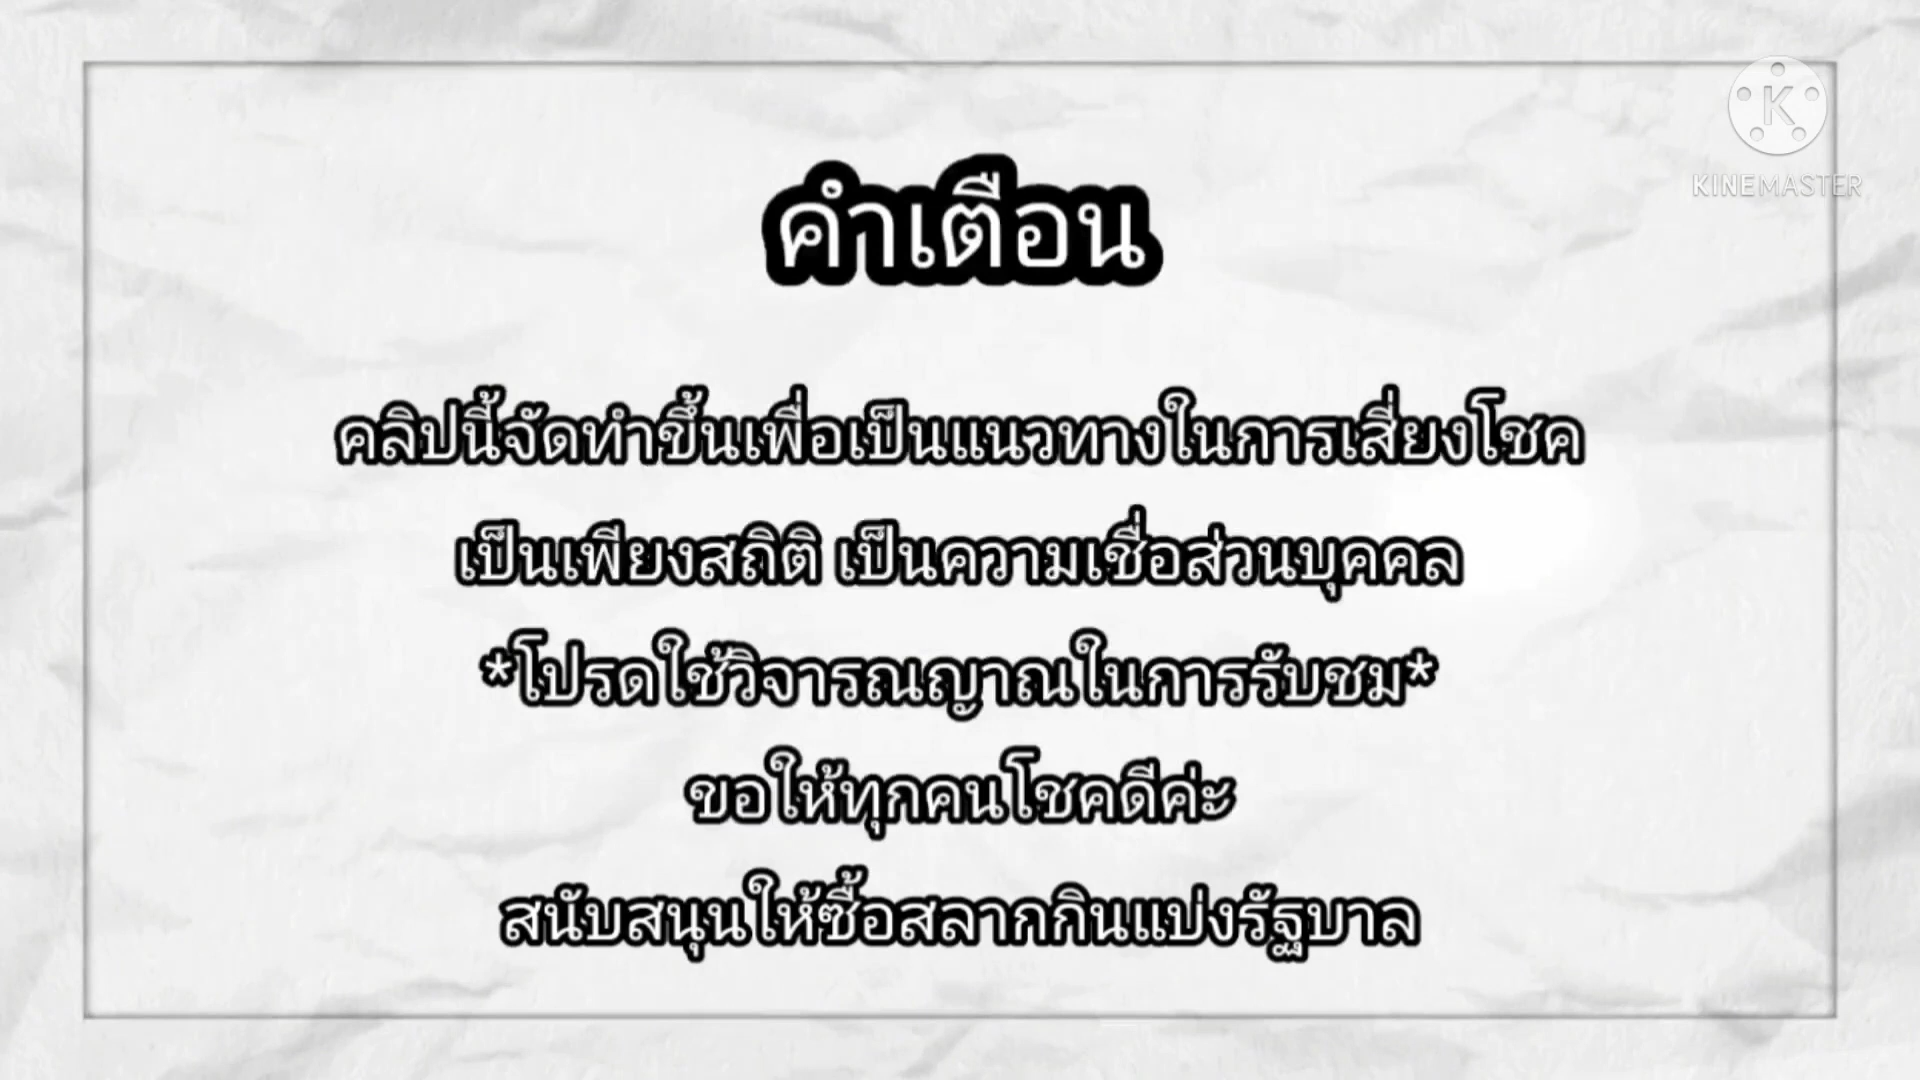 KINEMASTER
คำเตือน
คลิปนี้จัดทำขึ้นเพื่อเป็นแนวทางในการเสี่ยงโชค
เป็นเพียงสถิติ เป็นความเชื่อส่วนบุคคล
*โปรดใช้วิจารณญาณในการรับชม*
ขอให้ทุกคนโชคดีค่ะ
สนับสนุนให้ซื้อสลากกินแบ่งรัฐบาล